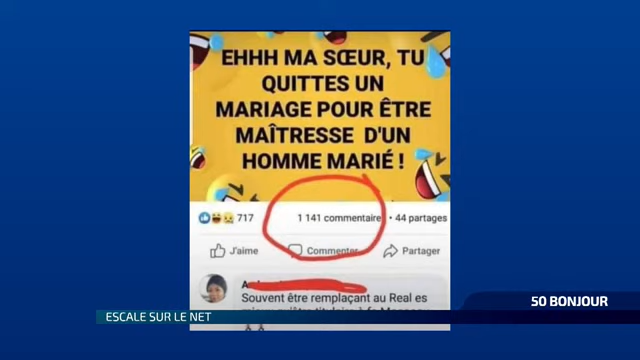 EHHH MA SŒUR, TU
QUITTES UN
MARIAGE POUR ÊTRE
MAÎTRESSE D'UN
HOMME MARIÉ !
717
1 141 commentaire • 44 partages
J'aime
Commenter
Partager
Souvent être remplaçant au Real es
50 BONJOUR
ESCALE SUR LE NET